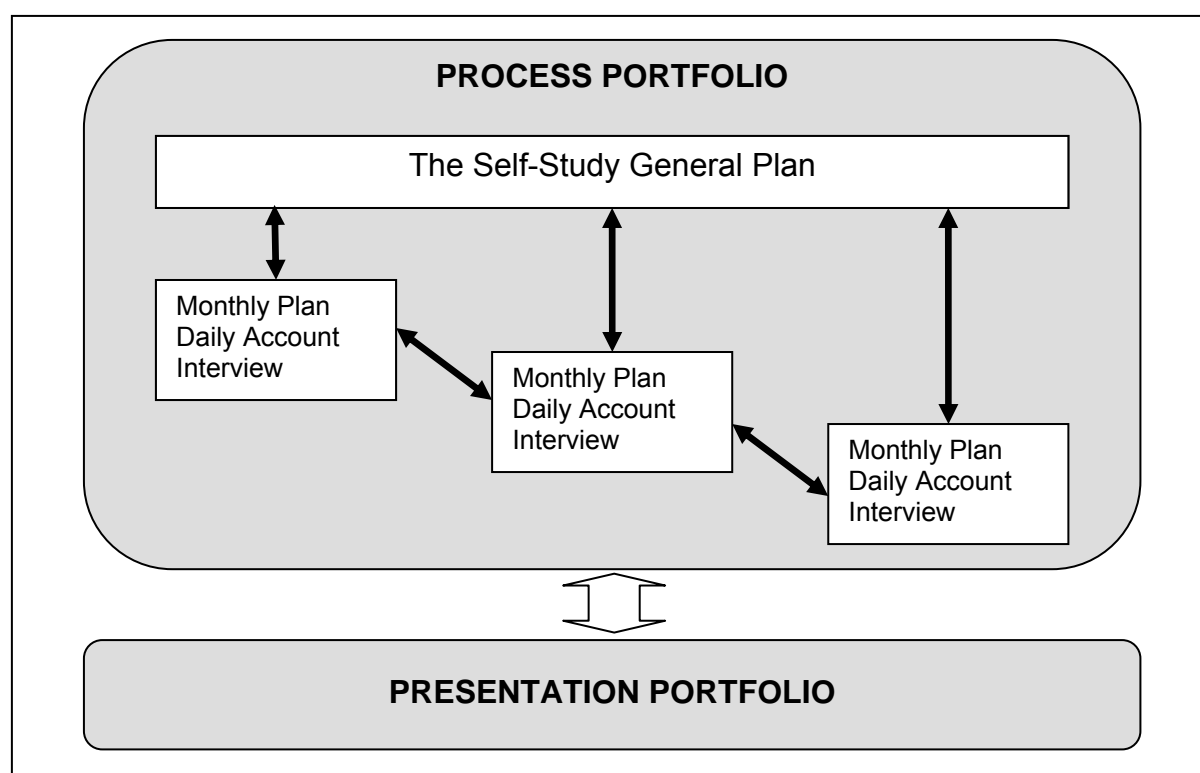 PROCESS PORTFOLIO
The Self-Study General Plan
Monthly Plan
Daily Account
Interview
Monthly Plan
Daily Account
Interview
Monthly Plan
Daily Account
Interview
PRESENTATION PORTFOLIO